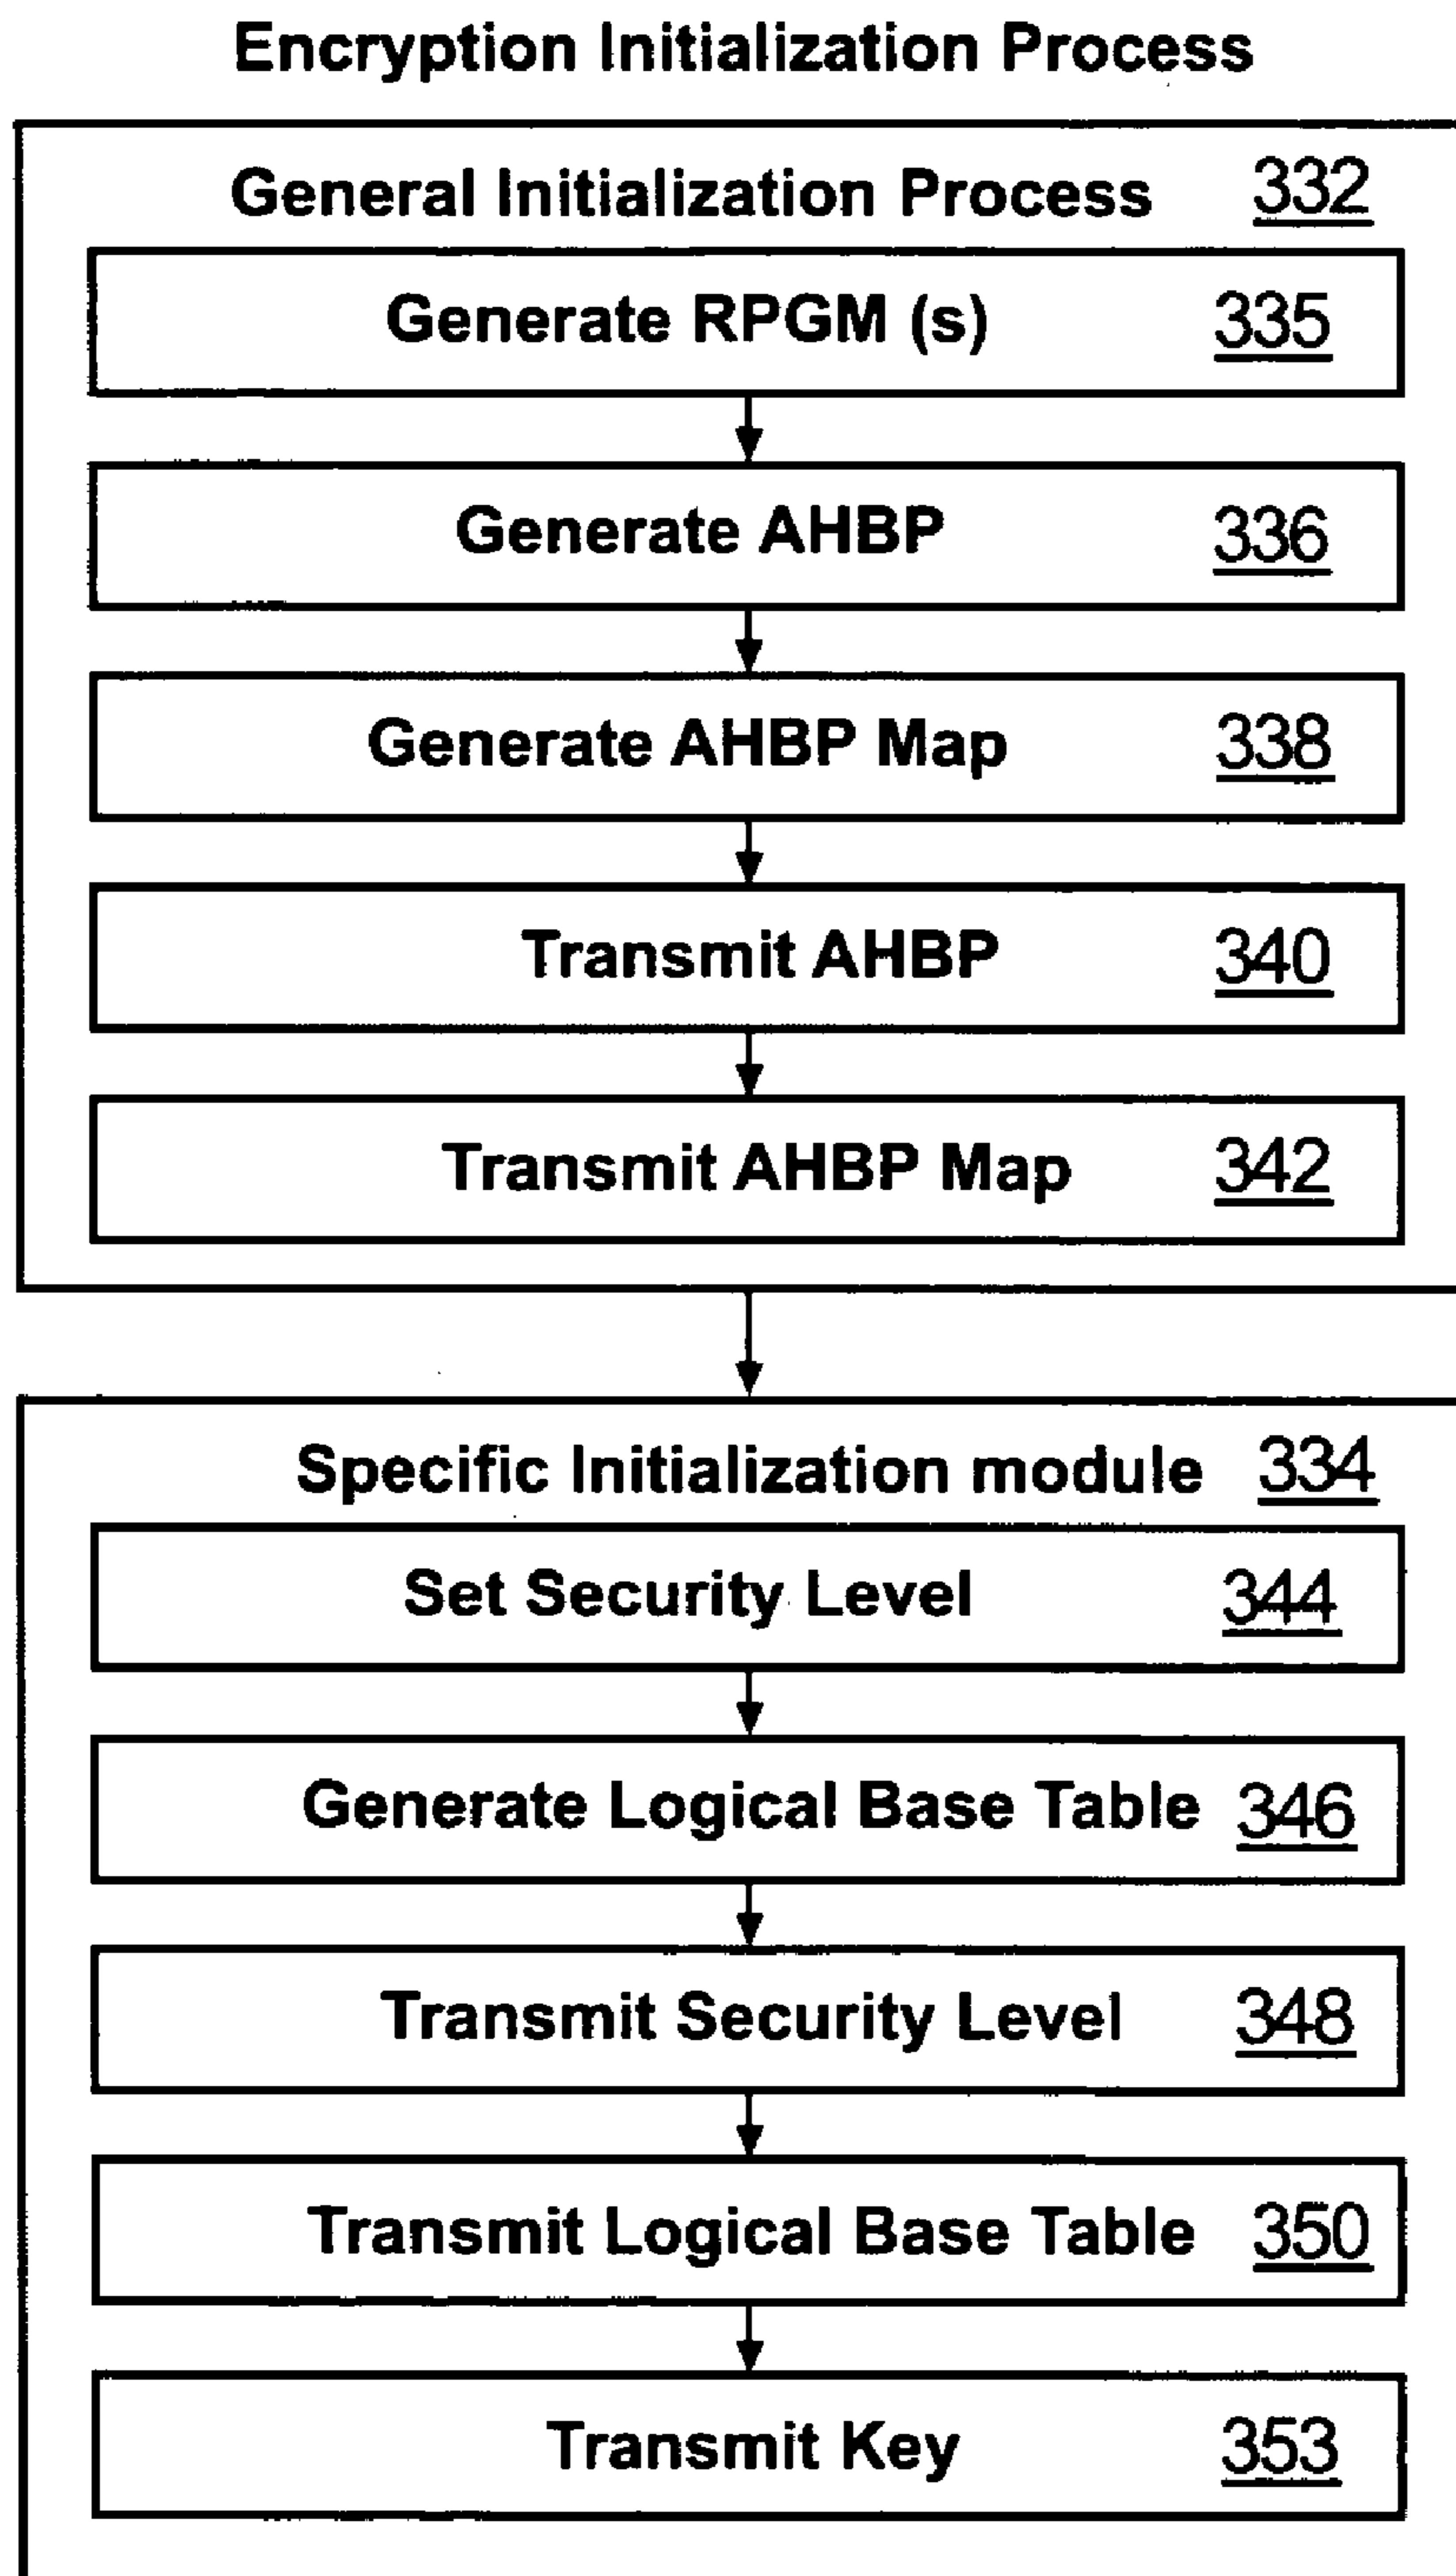 Encryption Initialization Process
General Initialization Process 332
Generate RPGM (s) 335
Generate AHBP 336
Generate AHBP Map 338
Transmit AHBP 340
Transmit AHBP Map 342
Specific Initialization module 334
Set Security Level 344
Generate Logical Base Table 346
Transmit Security Level 348
Transmit Logical Base Table 350
Transmit Key 353